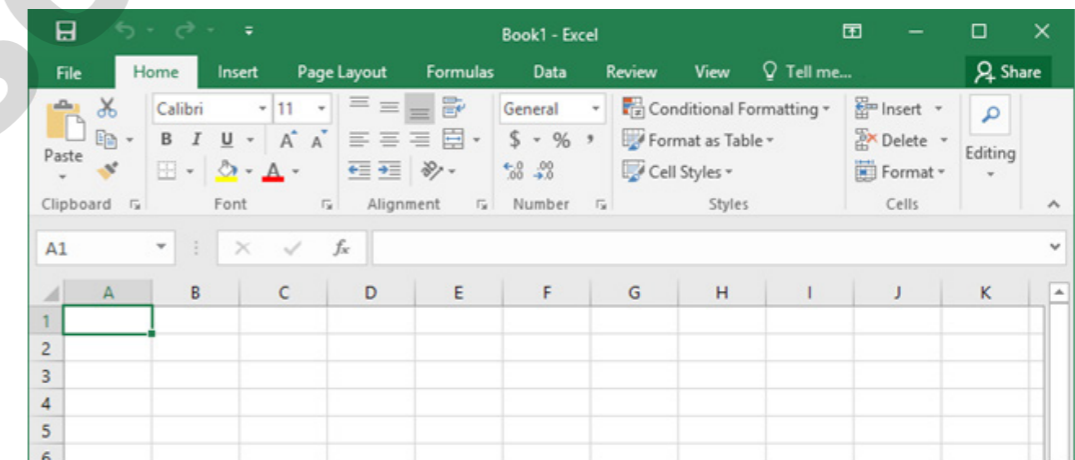 Book1 - Excel
File Home Insert Page Layout Formulas Data Review View Tell me... Share
Calibri 11 General Conditional Formatting Insert
B I U A A $ % , Format as Table Delete
Paste A .00 .00 Cell Styles Format Editing
Clipboard Font Alignment Number Styles Cells
A1 fx
A B C D E F G H I J K
1
2
3
4
5
6